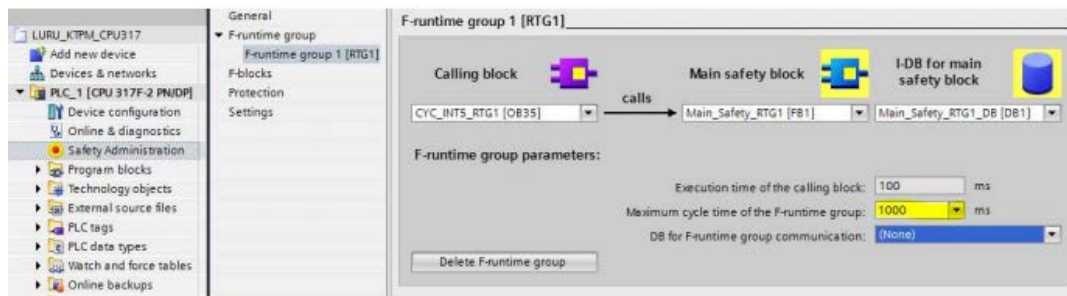 LURU_KTPM_CPU317
Add new device
Devices & networks
PLC_1 [CPU 317F-2 PN/DP]
Device configuration
Online & diagnostics
Safety Administration
Program blocks
Technology objects
External source files
PLC tags
PLC data types
Watch and force tables
Online backups
General
F-runtime group
F-runtime group 1 [RTG1]
F-blocks
Protection
Settings
F-runtime group 1 [RTG1]
Calling block
Main safety block
I-DB for main
safety block
calls
CYC_INT5_RTG1 [OB35]
Main_Safety_RTG1 [FB1]
Main_Safety_RTG1_DB [DB1]
F-runtime group parameters:
Execution time of the calling block: 100 ms
Maximum cycle time of the F-runtime group: 1000 ms
DB for F-runtime group communication: (None)
Delete F-runtime group